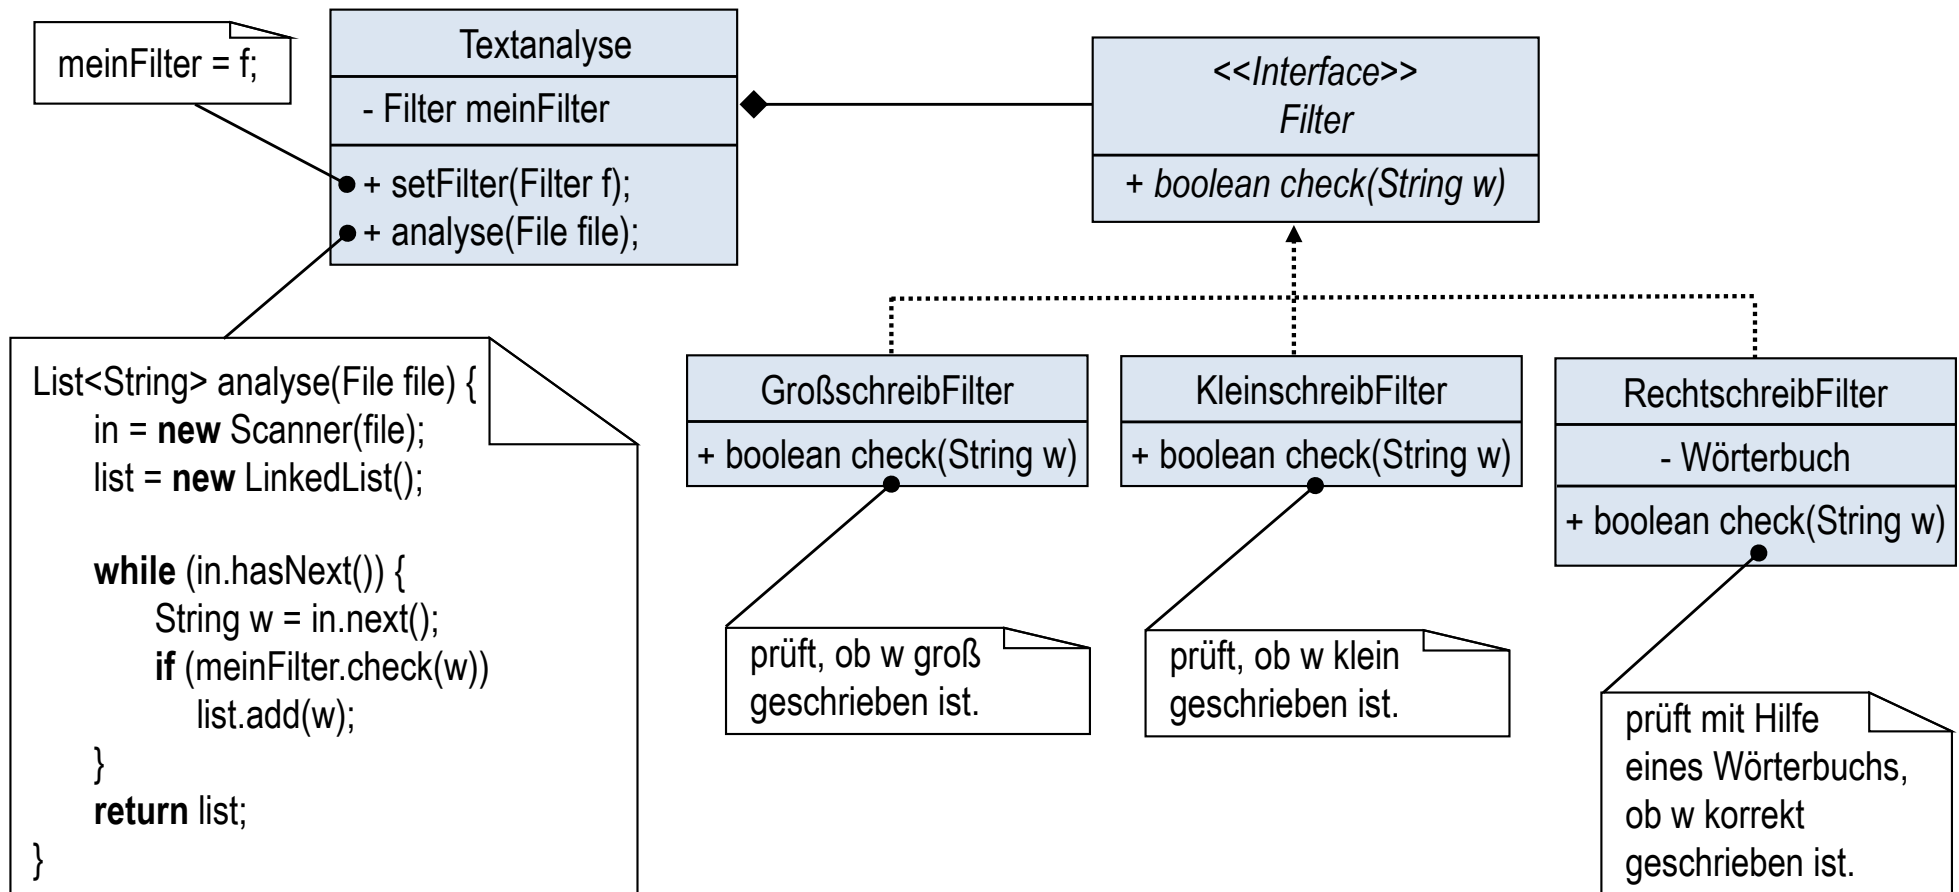 meinFilter = f;
Textanalyse
- Filter meinFilter
+ setFilter(Filter f);
+ analyse(File file);
<<Interface>>
Filter
+ boolean check(String w)
List<String> analyse(File file) {
in = new Scanner(file);
list = new LinkedList();
while (in.hasNext()) {
String w = in.next();
if (meinFilter.check(w))
list.add(w);
}
return list;
}
GroßschreibFilter
+ boolean check(String w)
prüft, ob w groß
geschrieben ist.
KleinschreibFilter
+ boolean check(String w)
prüft, ob w klein
geschrieben ist.
RechtschreibFilter
- Wörterbuch
+ boolean check(String w)
prüft mit Hilfe
eines Wörterbuchs,
ob w korrekt
geschrieben ist.